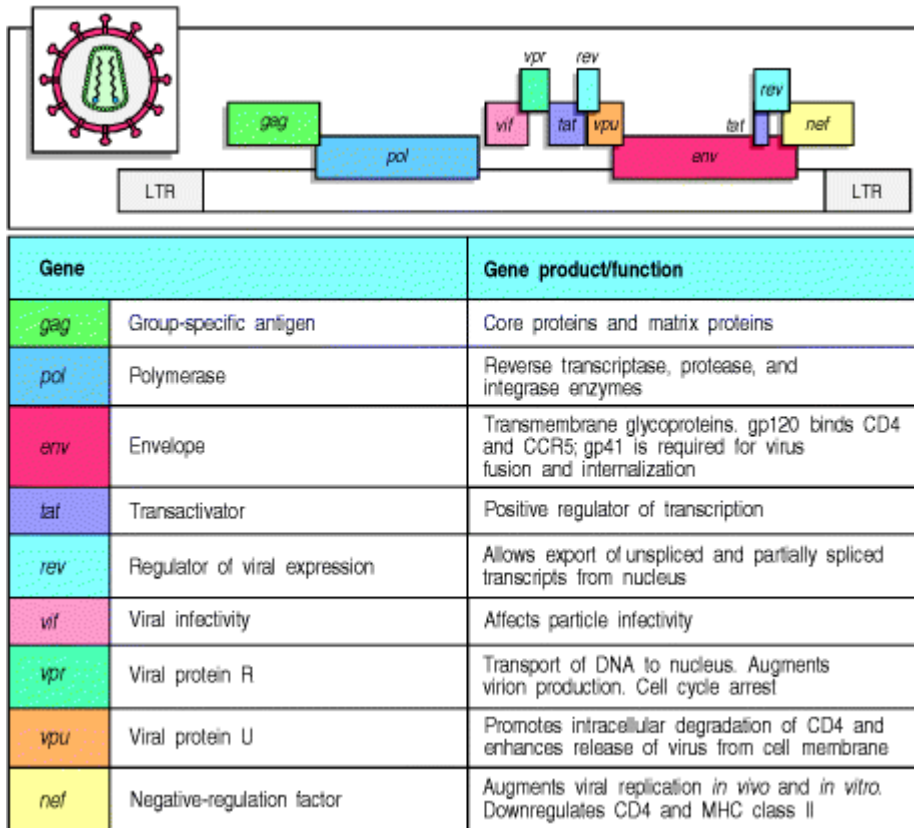 vpr rev
rev
gag vif tat vpu tat nef
pol env
LTR LTR
Gene Gene product/function
gag Group-specific antigen Core proteins and matrix proteins
pol Polymerase Reverse transcriptase, protease, and
integrase enzymes
env Envelope Transmembrane glycoproteins. gp120 binds CD4
and CCR5; gp41 is required for virus
fusion and internalization
tat Transactivator Positive regulator of transcription
rev Regulator of viral expression Allows export of unspliced and partially spliced
transcripts from nucleus
vif Viral infectivity Affects particle infectivity
vpr Viral protein R Transport of DNA to nucleus. Augments
virion production. Cell cycle arrest
vpu Viral protein U Promotes intracellular degradation of CD4 and
enhances release of virus from cell membrane
nef Negative-regulation factor Augments viral replication in vivo and in vitro.
Downregulates CD4 and MHC class II